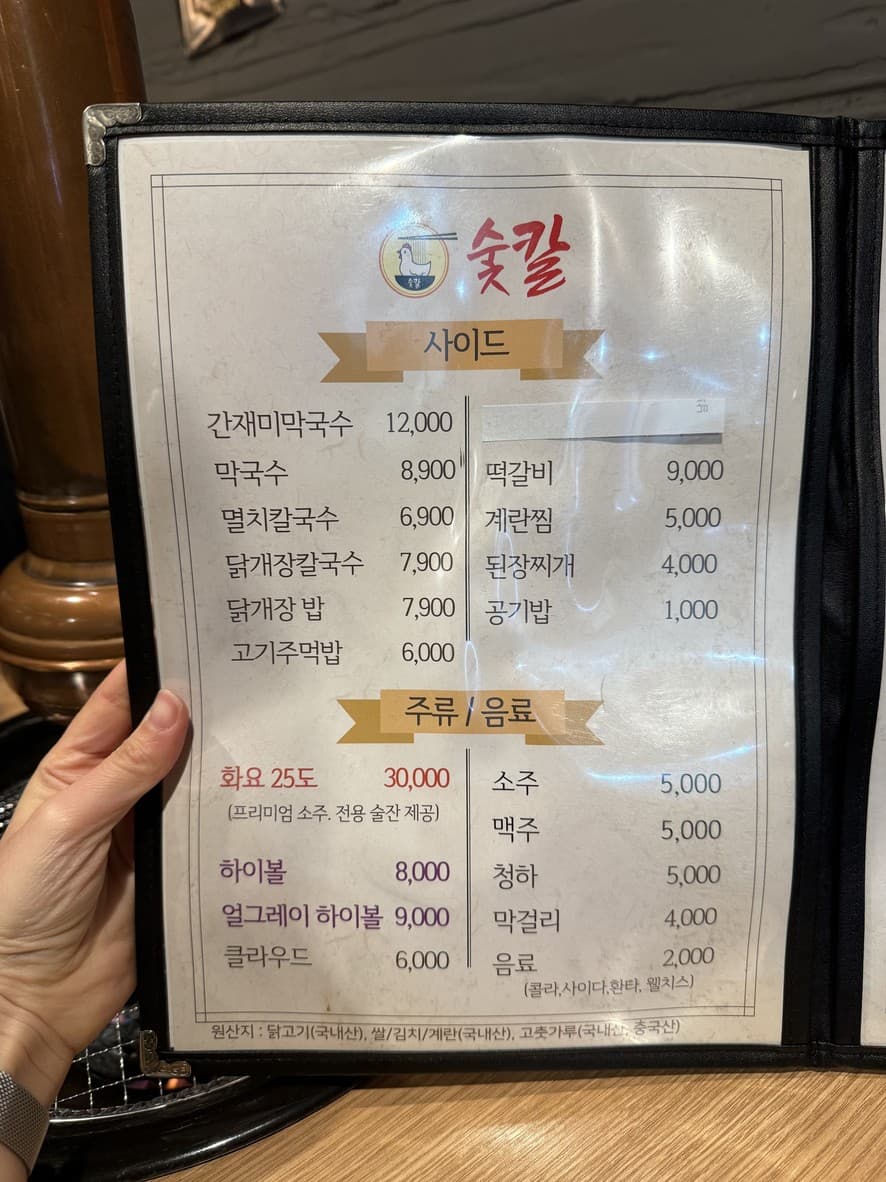 숯칼
숯칼
사이드
간재미막국수 12,000
막국수 8,900
멸치칼국수 6,900
닭개장칼국수 7,900
닭개장 밥 7,900
고기주먹밥 6,000
떡갈비 9,000
계란찜 5,000
된장찌개 4,000
공기밥 1,000
주류 / 음료
화요 25도 30,000
(프리미엄 소주. 전용 술잔 제공)
하이볼 8,000
얼그레이 하이볼 9,000
클라우드 6,000
소주 5,000
맥주 5,000
청하 5,000
막걸리 4,000
음료 2,000
(콜라,사이다,환타, 웰치스)
원산지 : 닭고기(국내산), 쌀/김치/계란(국내산), 고춧가루(국내산, 중국산)